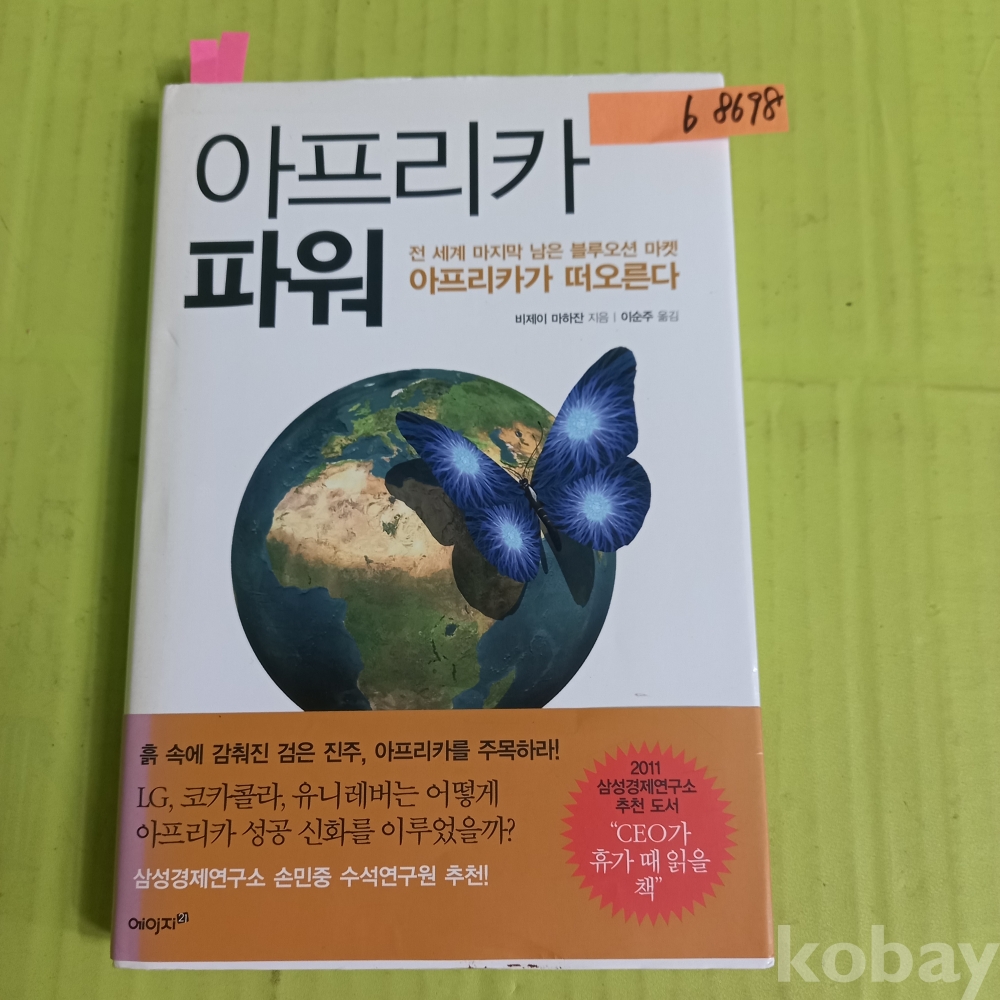 b 8698
아프리카
파워
전 세계 마지막 남은 블루오션 마켓
아프리카가 떠오른다
비제이 마하잔 지음 | 이순주 옮김
흙 속에 감춰진 검은 진주, 아프리카를 주목하라!
LG, 코카콜라, 유니레버는 어떻게
아프리카 성공 신화를 이루었을까?
삼성경제연구소 손민중 수석연구원 추천!
에이지21
2011
삼성경제연구소
추천 도서
“CEO가
휴가 때 읽을
책”
kobay